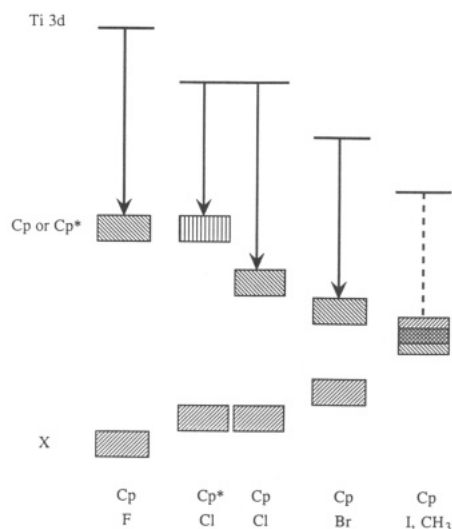 Ti 3d
Cp or Cp*
X
Cp Cp* Cp Cp Cp
F Cl Cl Br I, CH₃